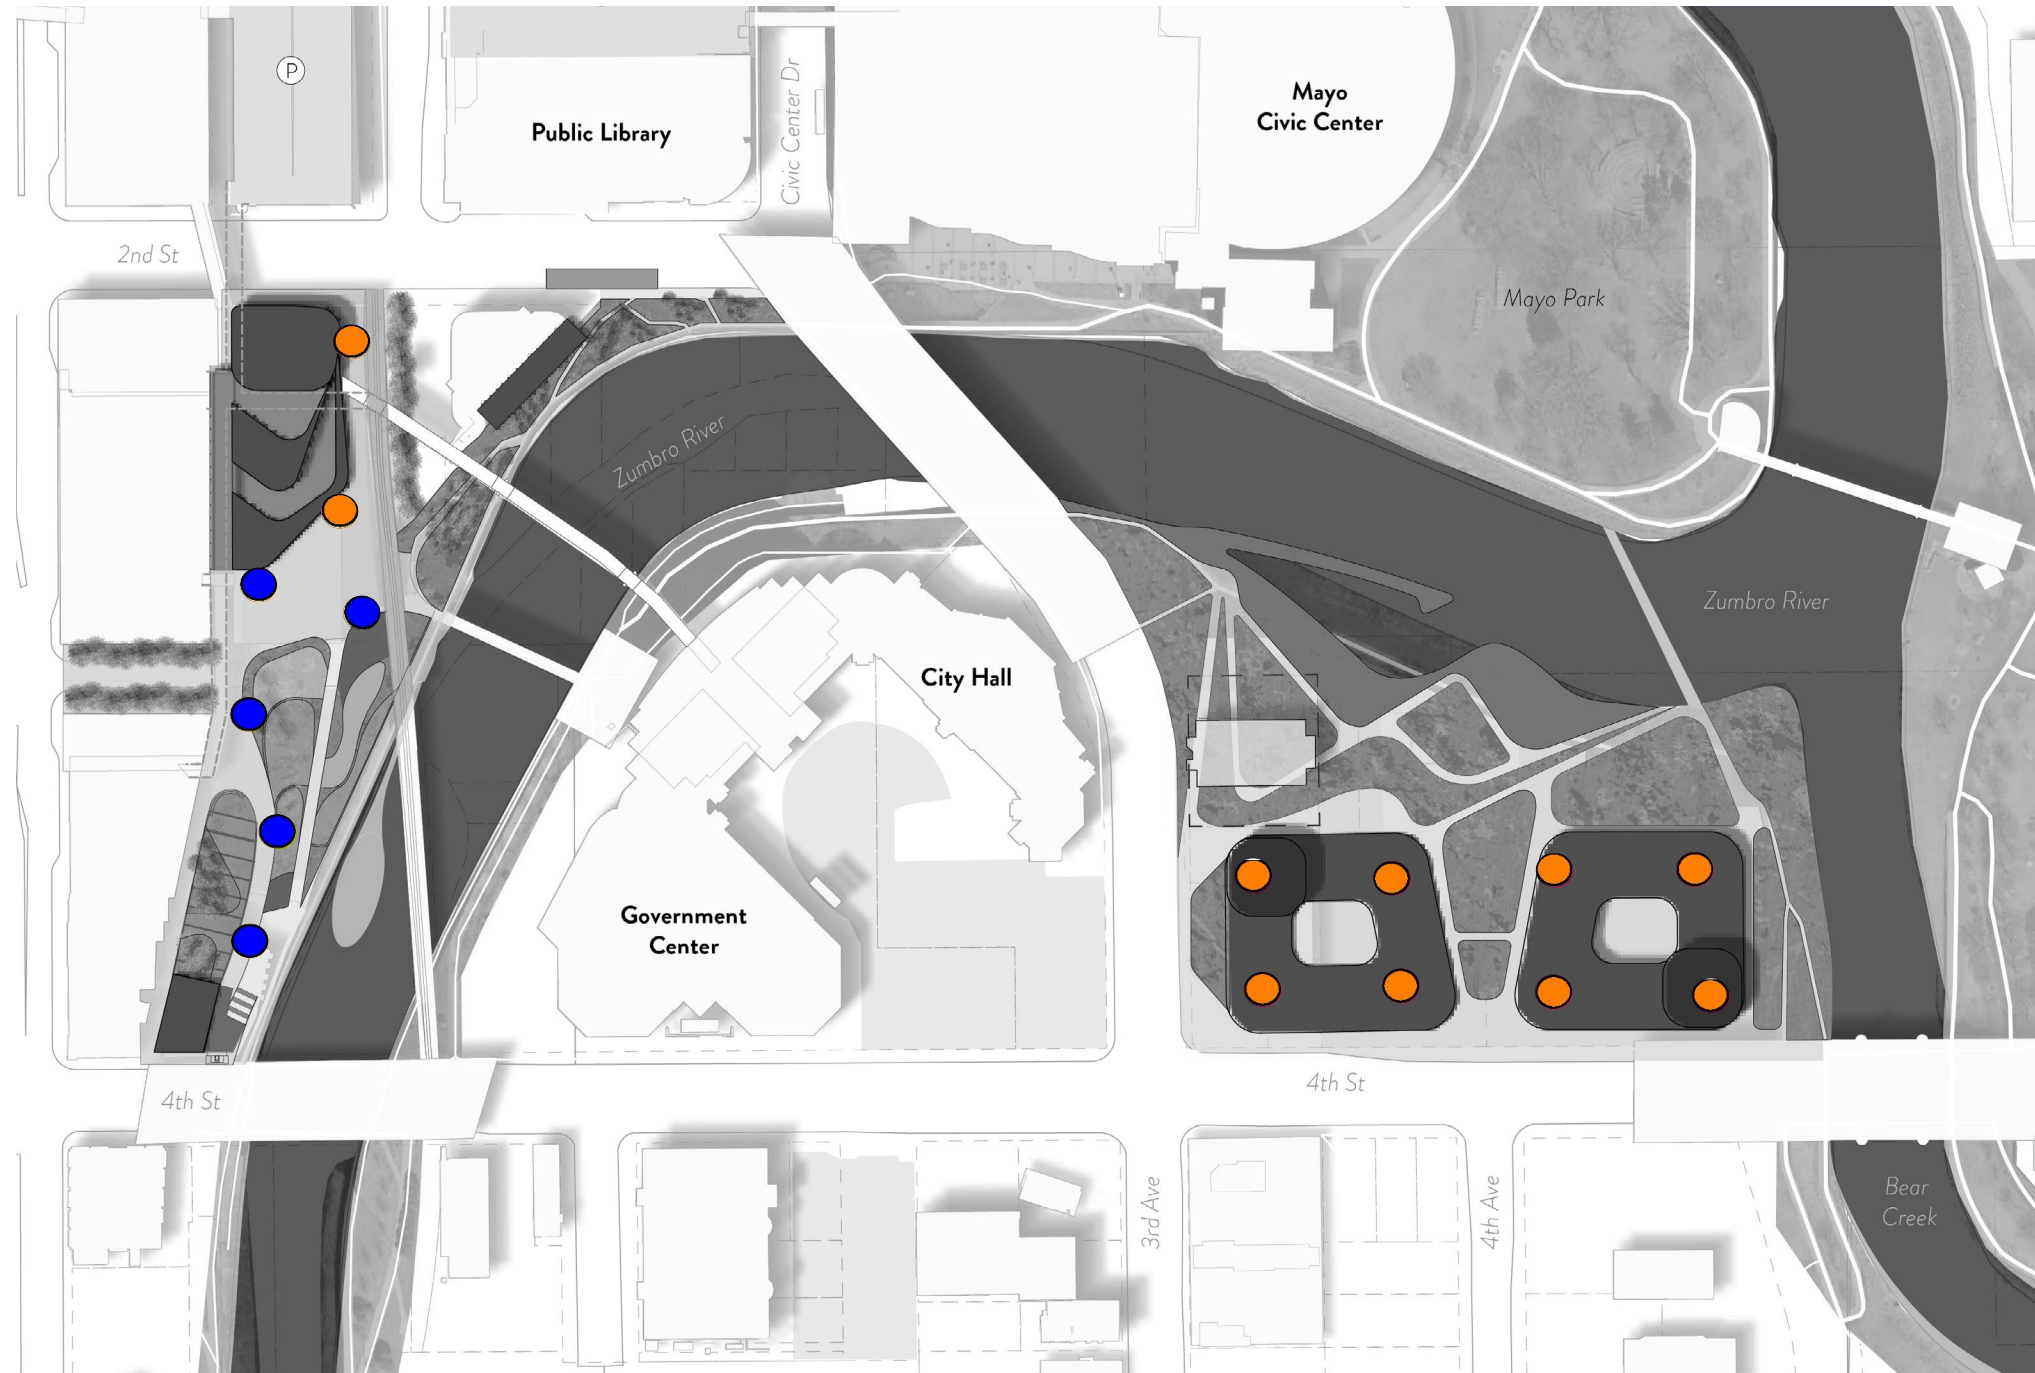 P
Public Library
Civic Center Dr
Mayo
Civic Center
2nd St
Mayo Park
Zumbro River
Zumbro River
City Hall
Government
Center
4th St
4th St
3rd Ave
4th Ave
Bear
Creek